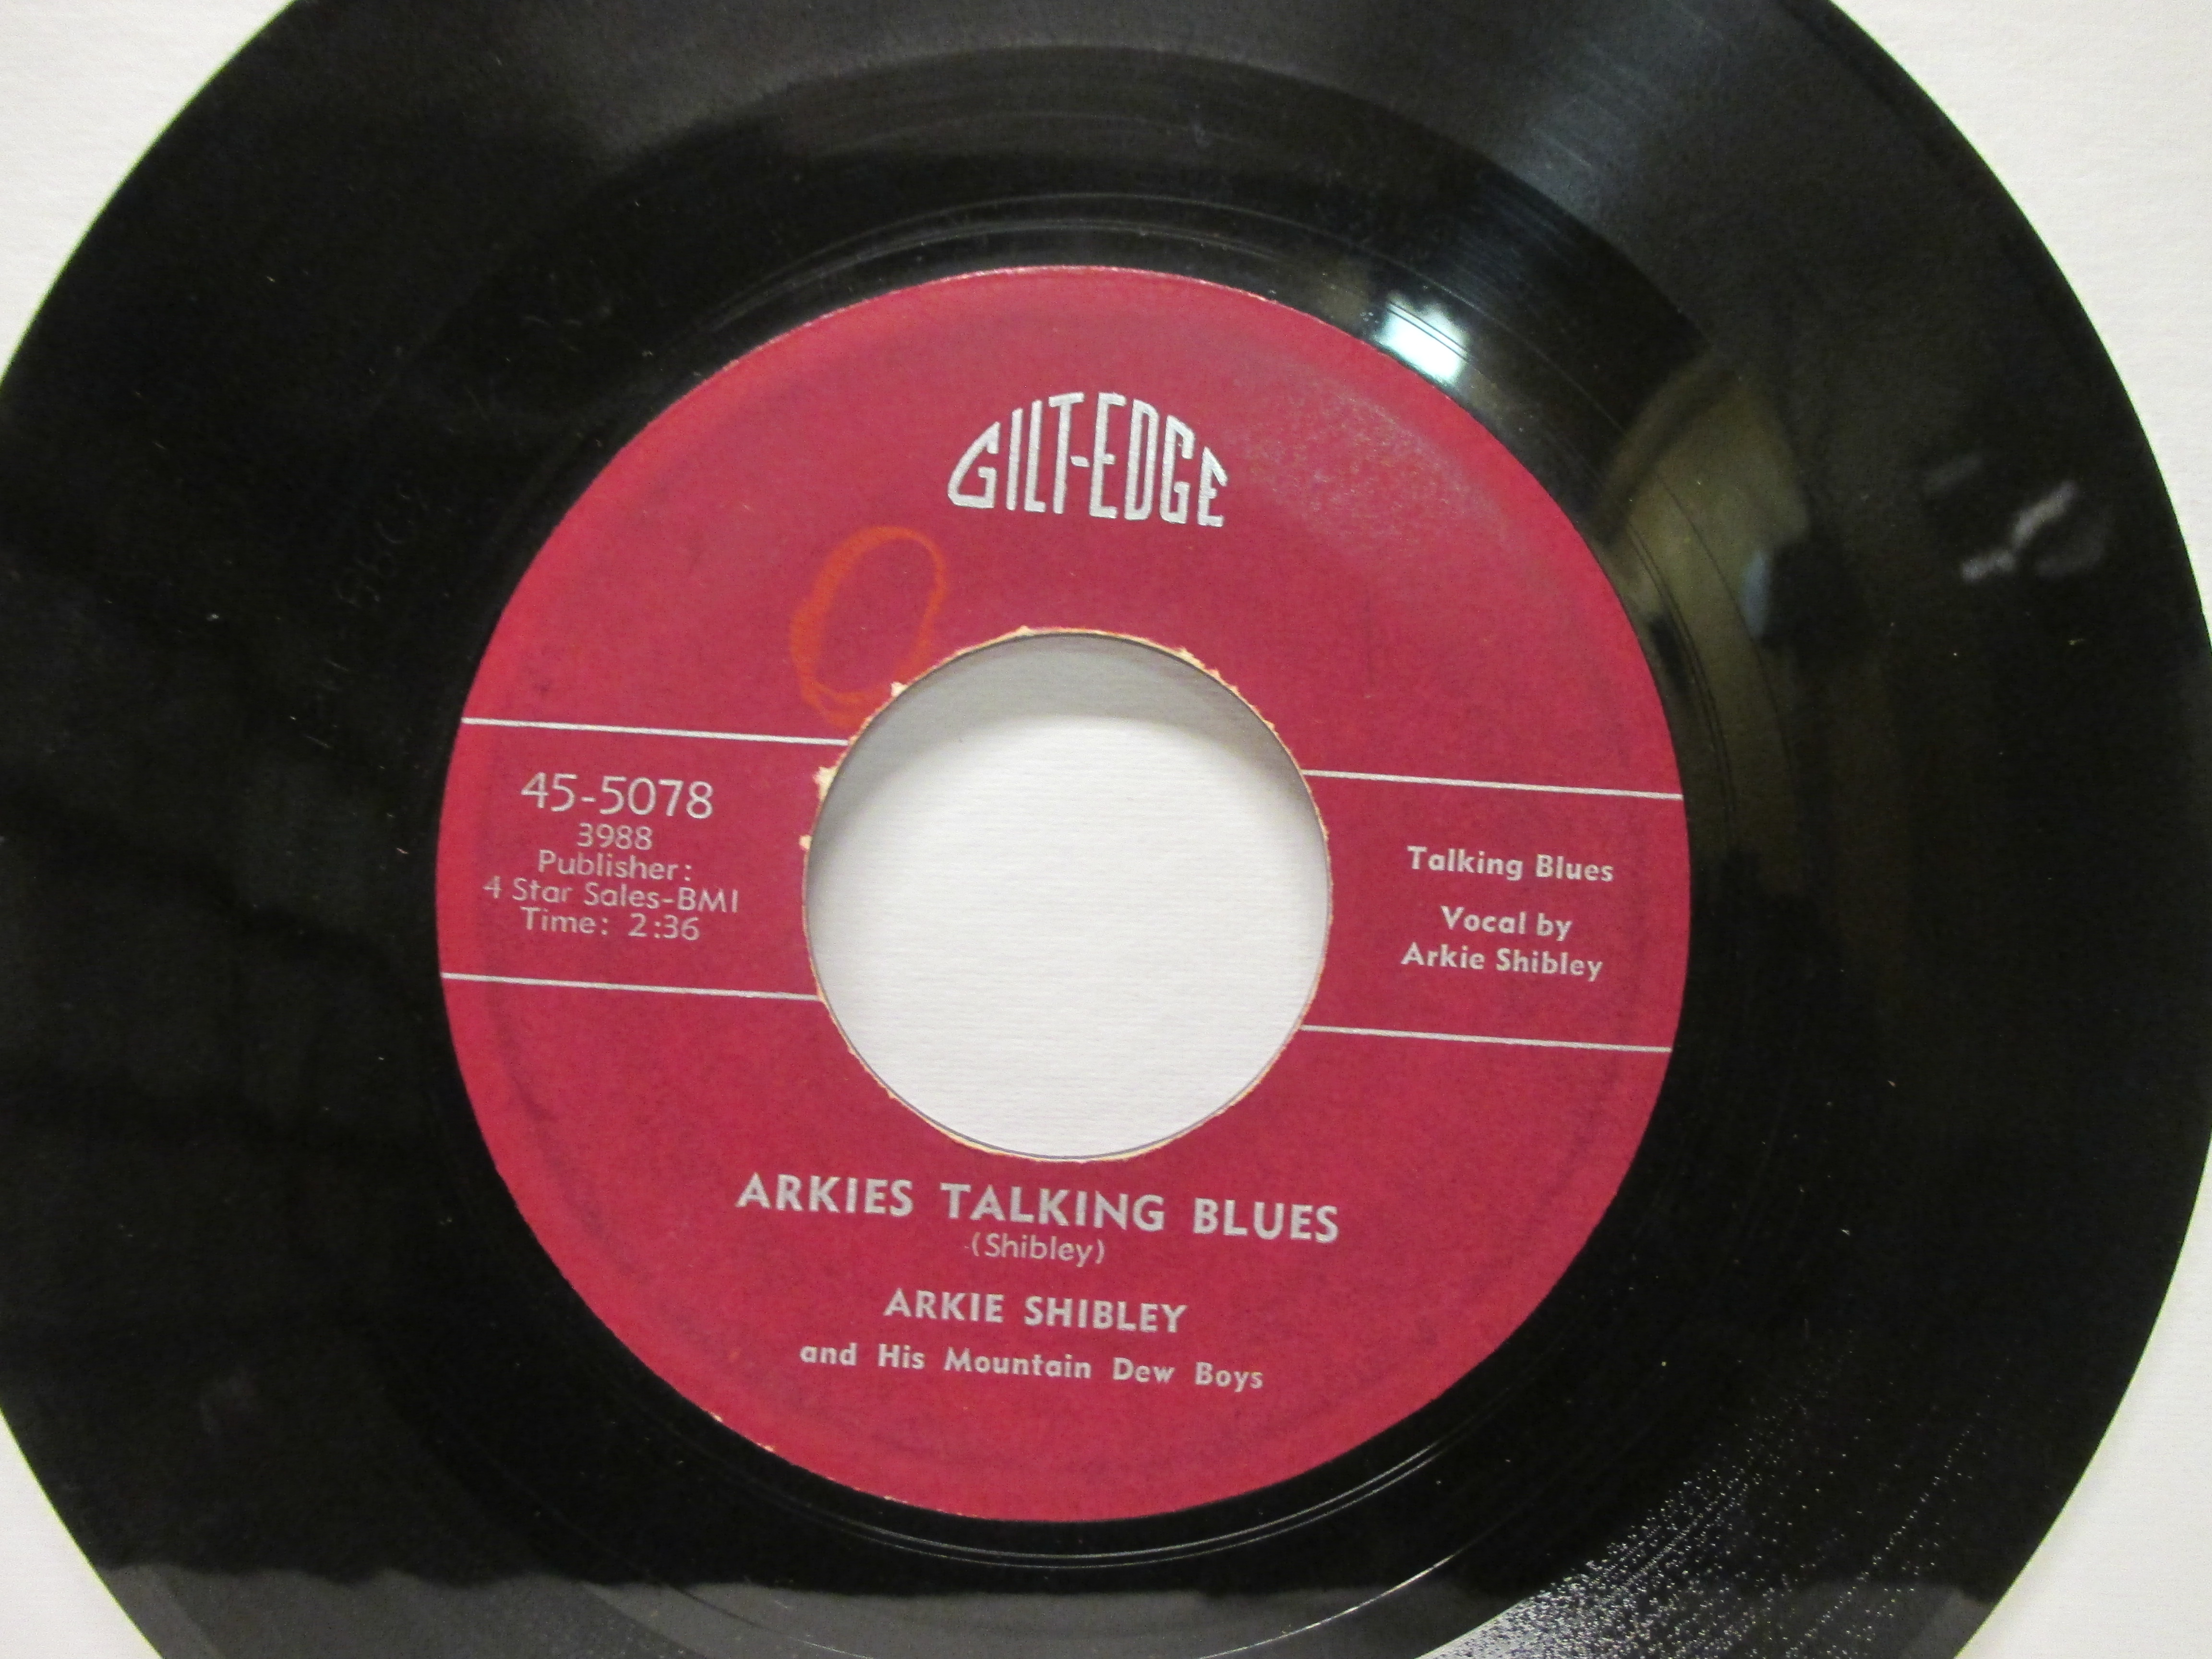 GILT-EDGE
45-5078
3988
Publisher:
4 Star Sales-BMI
Time: 2:36
Talking Blues
Vocal by
Arkie Shibley
ARKIES TALKING BLUES
(Shibley)
ARKIE SHIBLEY
and His Mountain Dew Boys